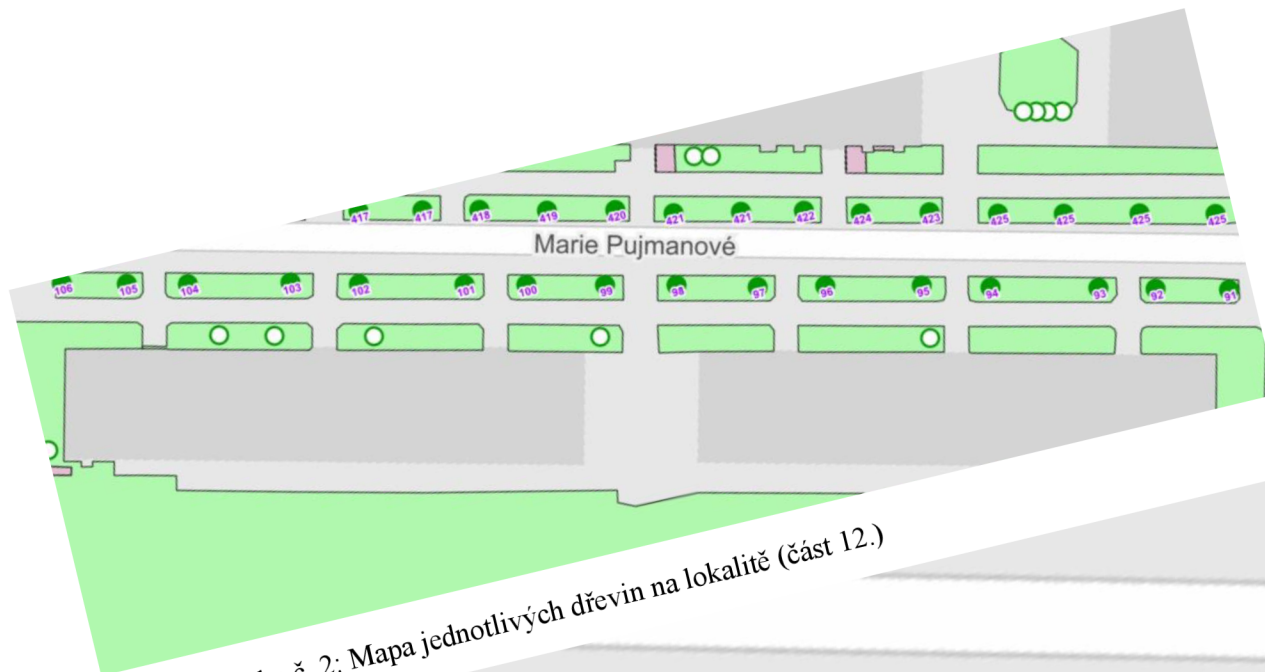 417 417 418 419 420 421 421 422 424 423 425 425 425 425
Marie Pujmanové
106 105 104 103 102 101 100 99 98 97 96 95 94 93 92 91
č. 2: Mapa jednotlivých dřevin na lokalitě (část 12.)